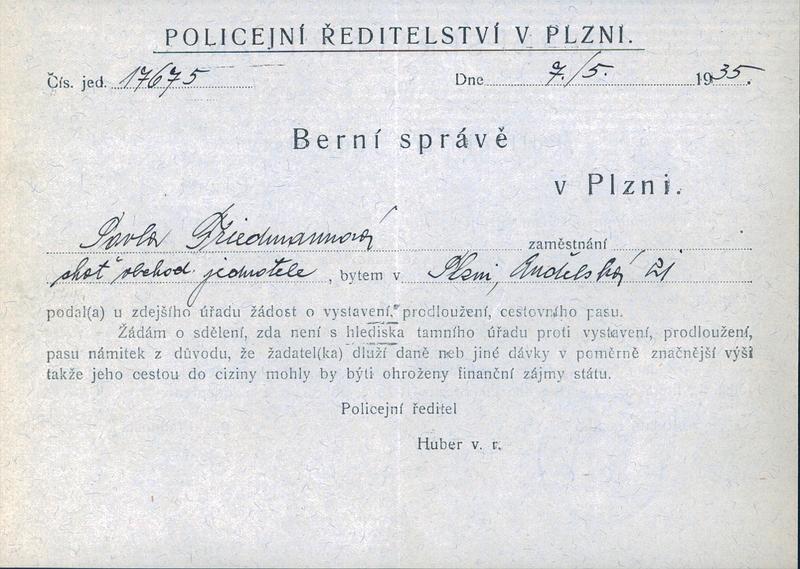 POLICEJNÍ ŘEDITELSTVÍ V PLZNI.
Čís. jed. 17675 Dne 7./5. 1935.
Berní správě
v Plzni.
Pavla Friedmannová zaměstnání
choť obchod. jednatele, bytem v Plzni, Andělská 21
podal(a) u zdejšího úřadu žádost o vystavení, prodloužení, cestovního pasu.
Žádám o sdělení, zda není s hlediska tamního úřadu proti vystavení, prodloužení,
pasu námitek z důvodu, že žadatel(ka) dluží daně neb jiné dávky v poměrně značnější výši
takže jeho cestou do ciziny mohly by býti ohroženy finanční zájmy státu.
Policejní ředitel
Huber v. r.